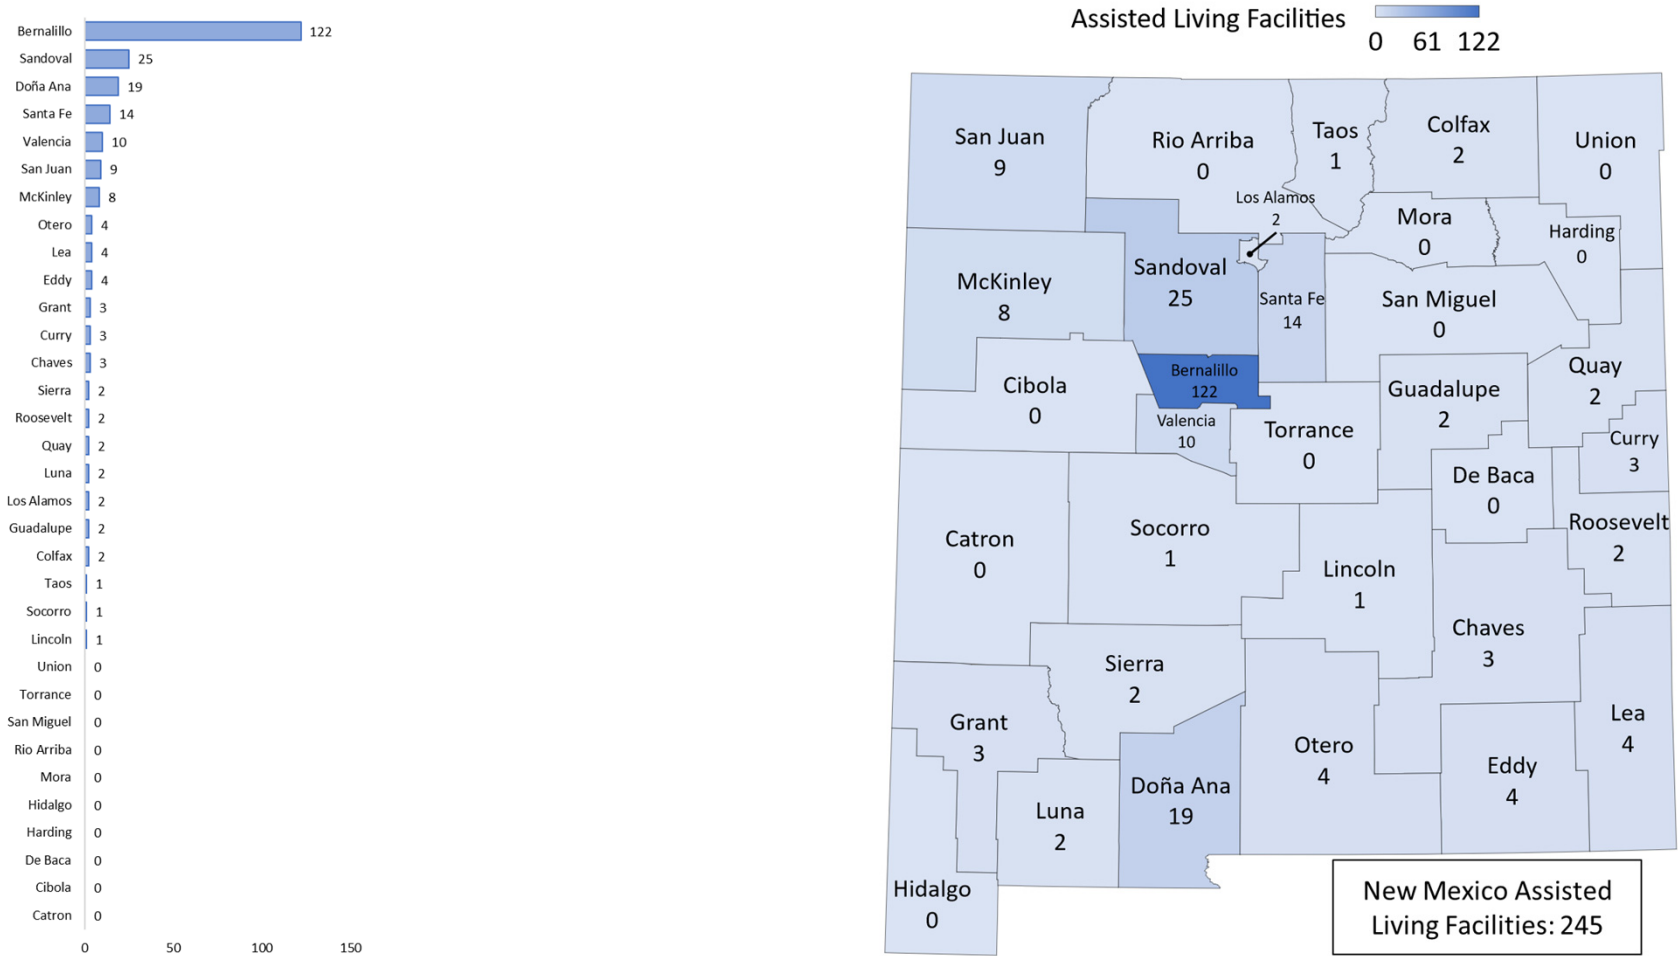 Bernalillo 122
Sandoval 25
Doña Ana 19
Santa Fe 14
Valencia 10
San Juan 9
McKinley 8
Otero 4
Lea 4
Eddy 4
Grant 3
Curry 3
Chaves 3
Sierra 2
Roosevelt 2
Quay 2
Luna 2
Los Alamos 2
Guadalupe 2
Colfax 2
Taos 1
Socorro 1
Lincoln 1
Union 0
Torrance 0
San Miguel 0
Rio Arriba 0
Mora 0
Hidalgo 0
Harding 0
De Baca 0
Cibola 0
Catron 0
0 50 100 150
Assisted Living Facilities
0 61 122
San Juan
9
Rio Arriba
0
Taos
1
Colfax
2
Union
0
Los Alamos
2
Mora
0
Harding
0
McKinley
8
Sandoval
25
Santa Fe
14
San Miguel
0
Cibola
0
Bernalillo
122
Valencia
10
Torrance
0
Guadalupe
2
Quay
2
Curry
3
De Baca
0
Roosevelt
2
Catron
0
Socorro
1
Lincoln
1
Chaves
3
Sierra
2
Grant
3
Lea
4
Otero
4
Eddy
4
Doña Ana
19
Luna
2
Hidalgo
0
New Mexico Assisted
Living Facilities: 245